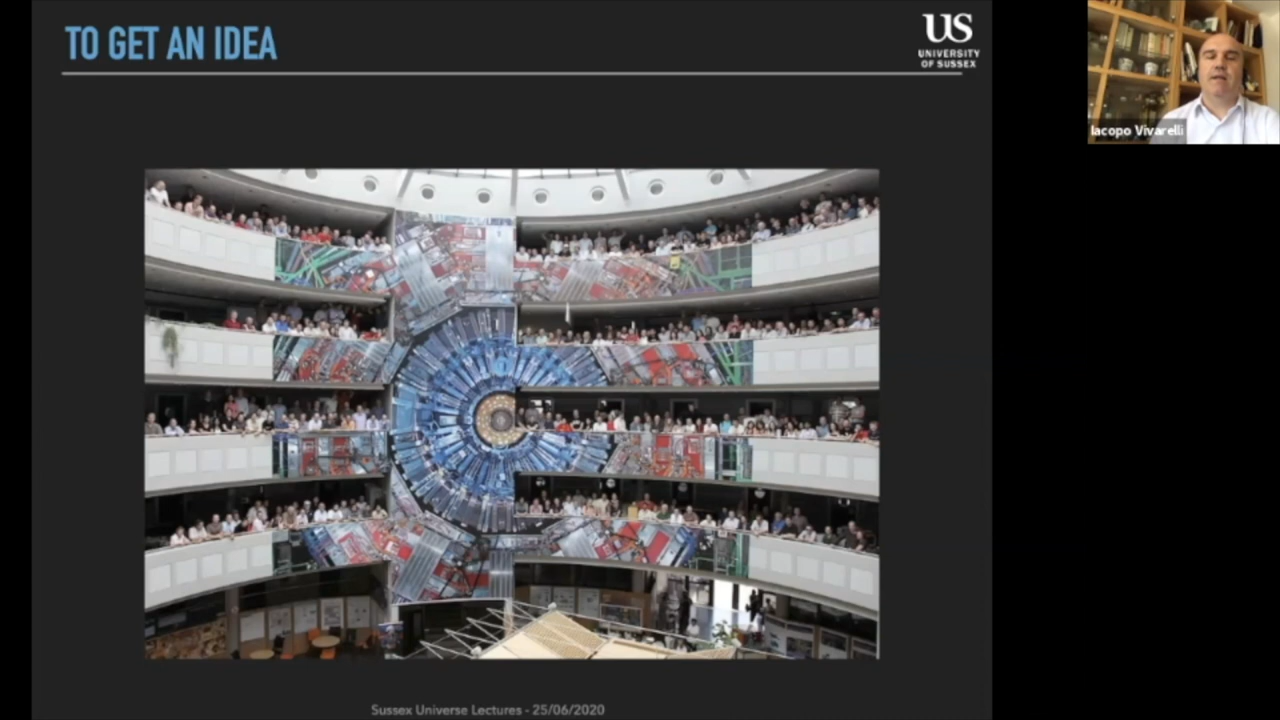 TO GET AN IDEA
US
UNIVERSITY
OF SUSSEX
Iacopo Vivarelli
Sussex Universe Lectures - 25/06/2020